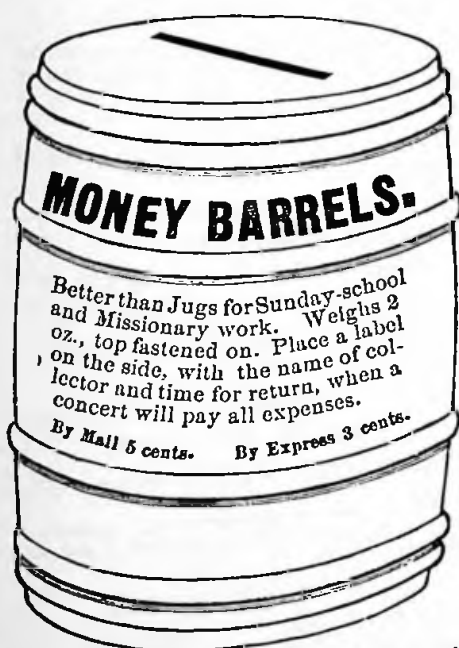 MONEY BARRELS.
Better than Jugs for Sunday-school
and Missionary work. Weighs 2
oz., top fastened on. Place a label
on the side, with the name of col-
lector and time for return, when a
concert will pay all expenses.
By Mail 5 cents. By Express 3 cents.